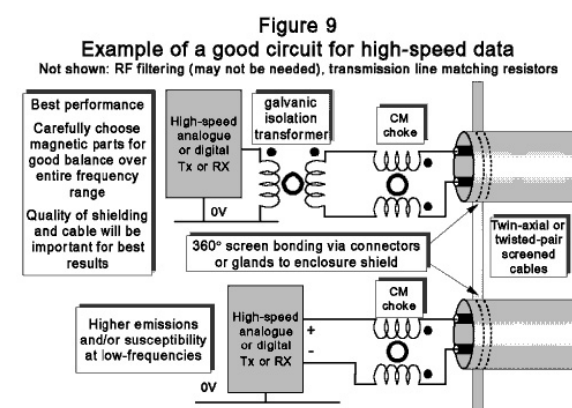 Figure 9
Example of a good circuit for high-speed data
Not shown: RF filtering (may not be needed), transmission line matching resistors
Best performance
Carefully choose
magnetic parts for
good balance over
entire frequency
range
Quality of shielding
and cable will be
important for best
results
High-speed
analogue
or digital
Tx or RX
0V
galvanic
isolation
transformer
CM
choke
360° screen bonding via connectors
or glands to enclosure shield
Twin-axial or
twisted-pair
screened
cables
Higher emissions
and/or susceptibility
at low-frequencies
High-speed
analogue
or digital
Tx or RX
+
-
0V
CM
choke